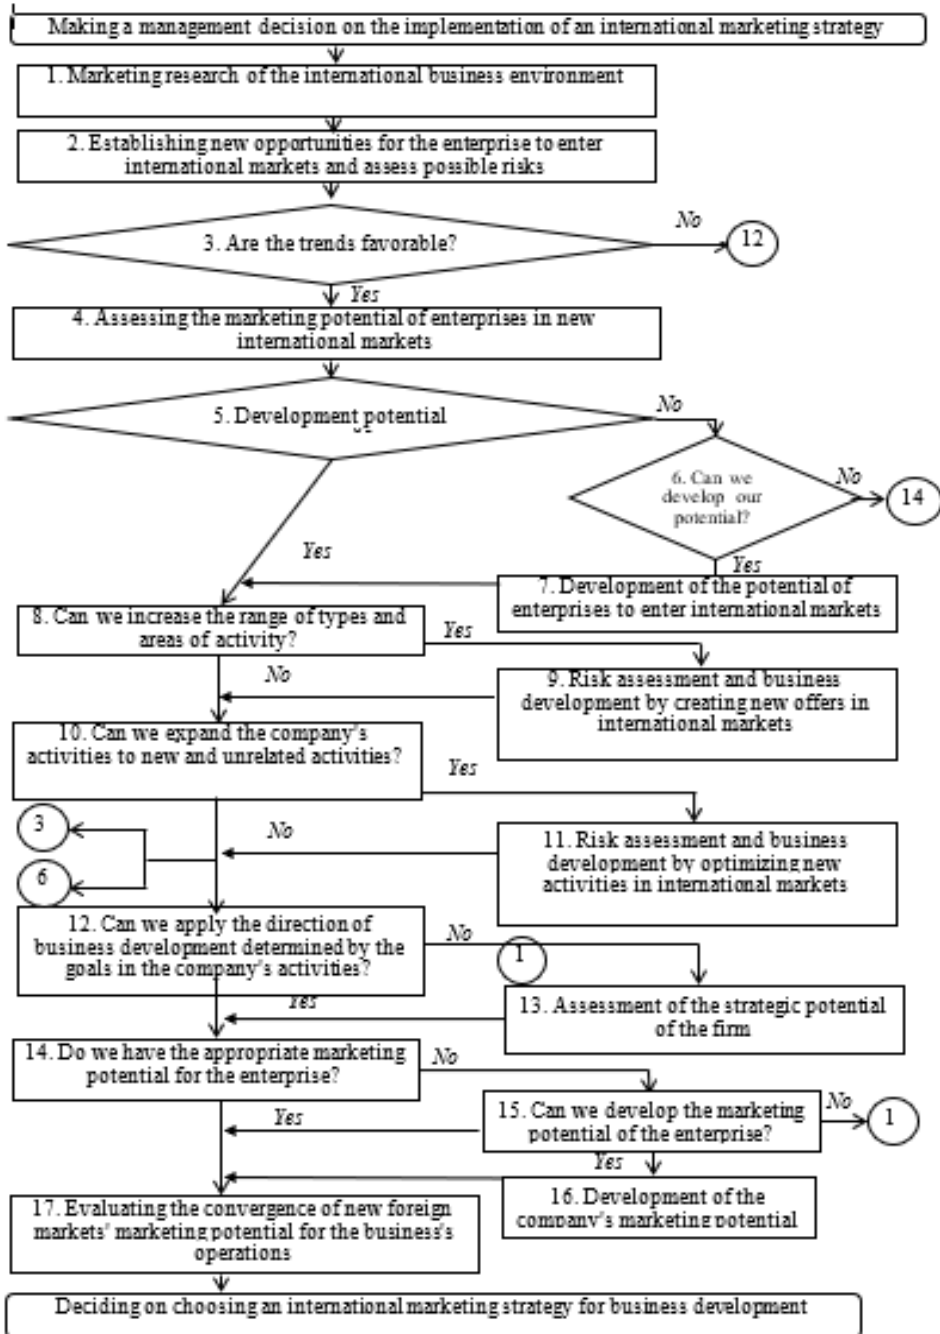 Making a management decision on the implementation of an international marketing strategy
1. Marketing research of the international business environment
2. Establishing new opportunities for the enterprise to enter
international markets and assess possible risks
3. Are the trends favorable?
No
12
Yes
4. Assessing the marketing potential of enterprises in new
international markets
5. Development potential
No
6. Can we
develop our
potential?
No
14
Yes
Yes
7. Development of the potential of
enterprises to enter international markets
8. Can we increase the range of types and
areas of activity?
Yes
No
9. Risk assessment and business
development by creating new offers in
international markets
10. Can we expand the company's
activities to new and unrelated activities?
Yes
3
No
6
11. Risk assessment and business
development by optimizing new
activities in international markets
12. Can we apply the direction of
business development determined by the
goals in the company's activities?
No
1
Yes
13. Assessment of the strategic potential
of the firm
14. Do we have the appropriate marketing
potential for the enterprise?
No
Yes
15. Can we develop the marketing
potential of the enterprise?
No
1
Yes
16. Development of the
company's marketing potential
17. Evaluating the convergence of new foreign
markets' marketing potential for the business's
operations
Deciding on choosing an international marketing strategy for business development